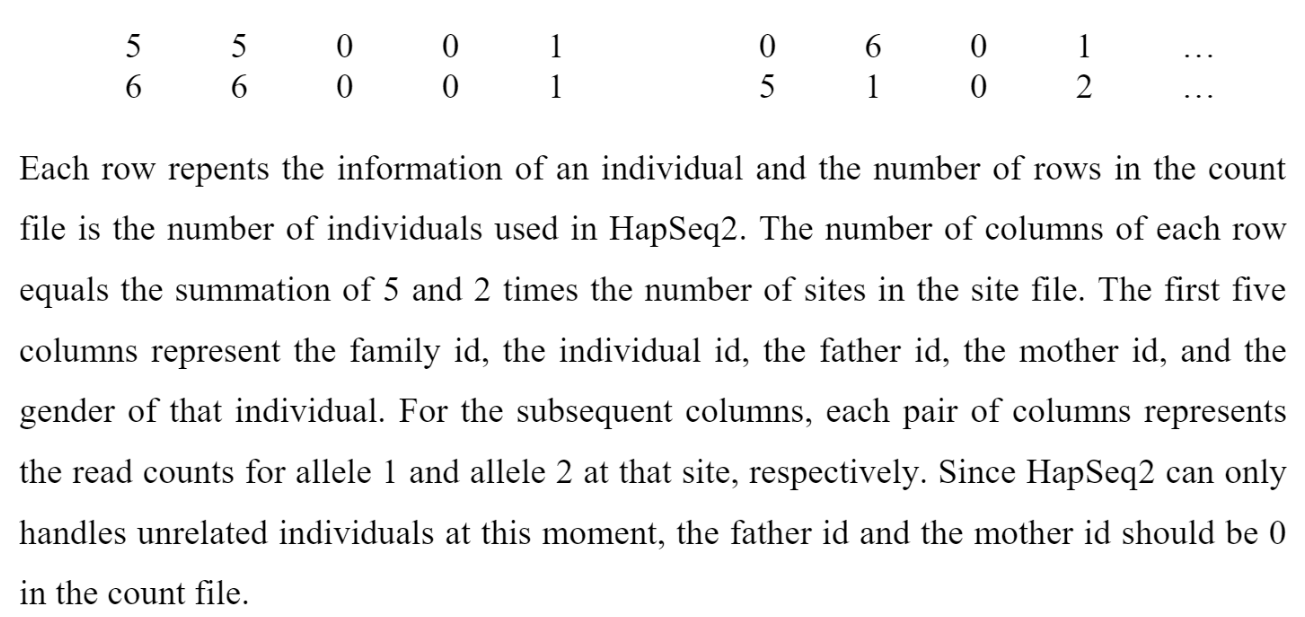 5 5 0 0 1 0 6 0 1 ...
6 6 0 0 1 5 1 0 2 ...
Each row repents the information of an individual and the number of rows in the count
file is the number of individuals used in HapSeq2. The number of columns of each row
equals the summation of 5 and 2 times the number of sites in the site file. The first five
columns represent the family id, the individual id, the father id, the mother id, and the
gender of that individual. For the subsequent columns, each pair of columns represents
the read counts for allele 1 and allele 2 at that site, respectively. Since HapSeq2 can only
handles unrelated individuals at this moment, the father id and the mother id should be 0
in the count file.